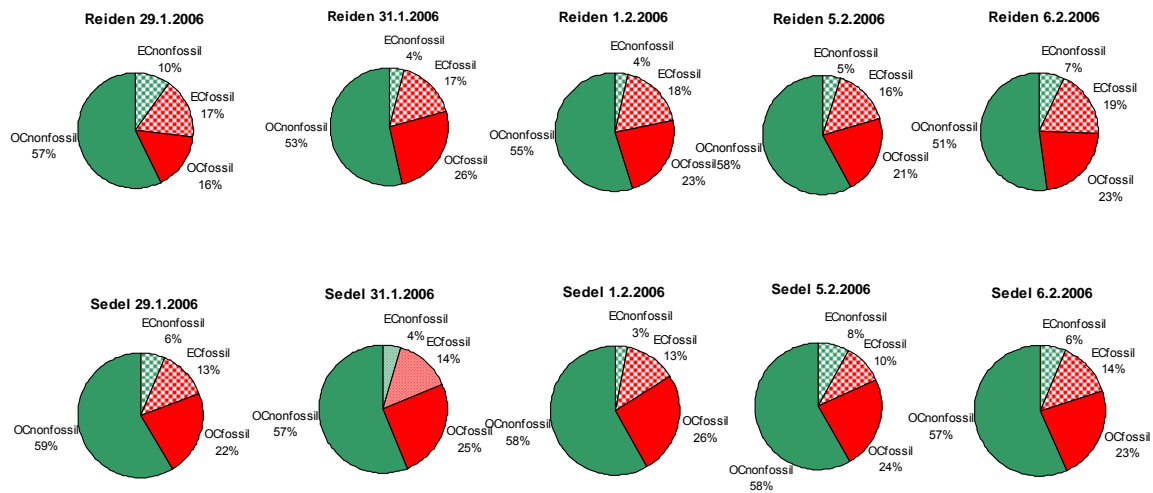 Reiden 29.1.2006
ECnonfossil
10%
ECfossil
17%
OCnonfossil
57%
OCfossil
16%
Reiden 31.1.2006
ECnonfossil
4%
ECfossil
17%
OCnonfossil
53%
OCfossil
26%
Reiden 1.2.2006
ECnonfossil
4%
ECfossil
18%
OCnonfossil
55%
OCfossil
23%
Reiden 5.2.2006
ECnonfossil
5%
ECfossil
16%
OCnonfossil
58%
OCfossil
21%
Reiden 6.2.2006
ECnonfossil
7%
ECfossil
19%
OCnonfossil
51%
OCfossil
23%
Sedel 29.1.2006
ECnonfossil
6%
ECfossil
13%
OCnonfossil
59%
OCfossil
22%
Sedel 31.1.2006
ECnonfossil
4%
ECfossil
14%
OCnonfossil
57%
OCfossil
25%
Sedel 1.2.2006
ECnonfossil
3%
ECfossil
13%
OCnonfossil
58%
OCfossil
26%
Sedel 5.2.2006
ECnonfossil
8%
ECfossil
10%
OCnonfossil
58%
OCfossil
24%
Sedel 6.2.2006
ECnonfossil
6%
ECfossil
14%
OCnonfossil
57%
OCfossil
23%